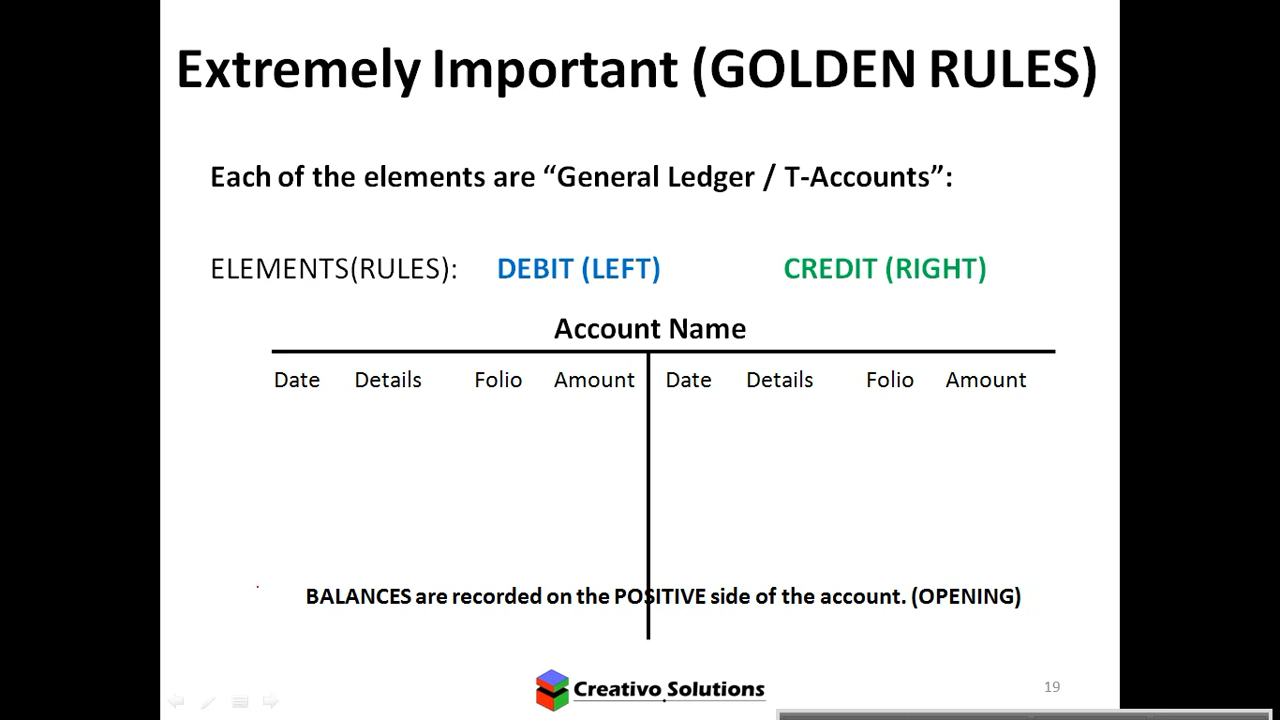 Extremely Important (GOLDEN RULES)
Each of the elements are “General Ledger / T-Accounts”:
ELEMENTS(RULES): DEBIT (LEFT) CREDIT (RIGHT)
Account Name
Date Details Folio Amount Date Details Folio Amount
BALANCES are recorded on the POSITIVE side of the account. (OPENING)
Creativo Solutions
19